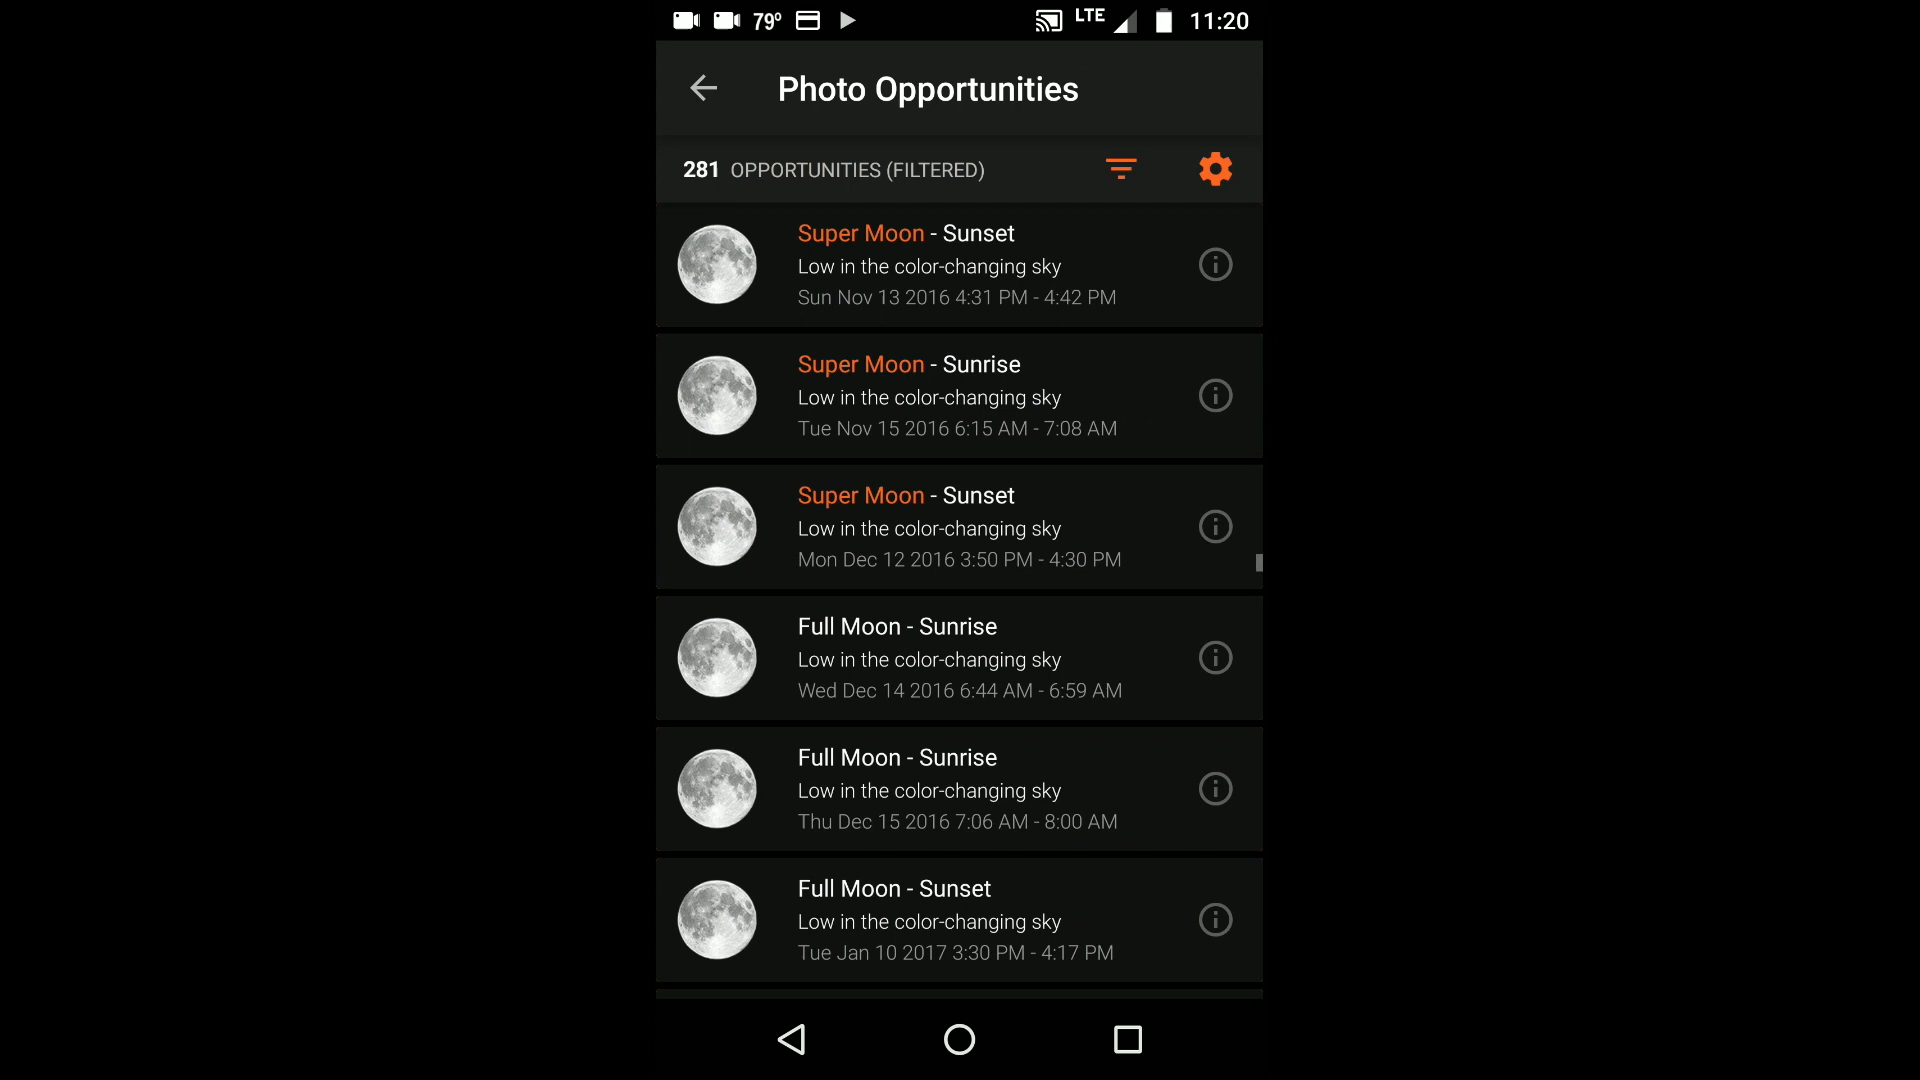 79º LTE 11:20
Photo Opportunities
281 OPPORTUNITIES (FILTERED)
Super Moon - Sunset
Low in the color-changing sky
Sun Nov 13 2016 4:31 PM - 4:42 PM
Super Moon - Sunrise
Low in the color-changing sky
Tue Nov 15 2016 6:15 AM - 7:08 AM
Super Moon - Sunset
Low in the color-changing sky
Mon Dec 12 2016 3:50 PM - 4:30 PM
Full Moon - Sunrise
Low in the color-changing sky
Wed Dec 14 2016 6:44 AM - 6:59 AM
Full Moon - Sunrise
Low in the color-changing sky
Thu Dec 15 2016 7:06 AM - 8:00 AM
Full Moon - Sunset
Low in the color-changing sky
Tue Jan 10 2017 3:30 PM - 4:17 PM